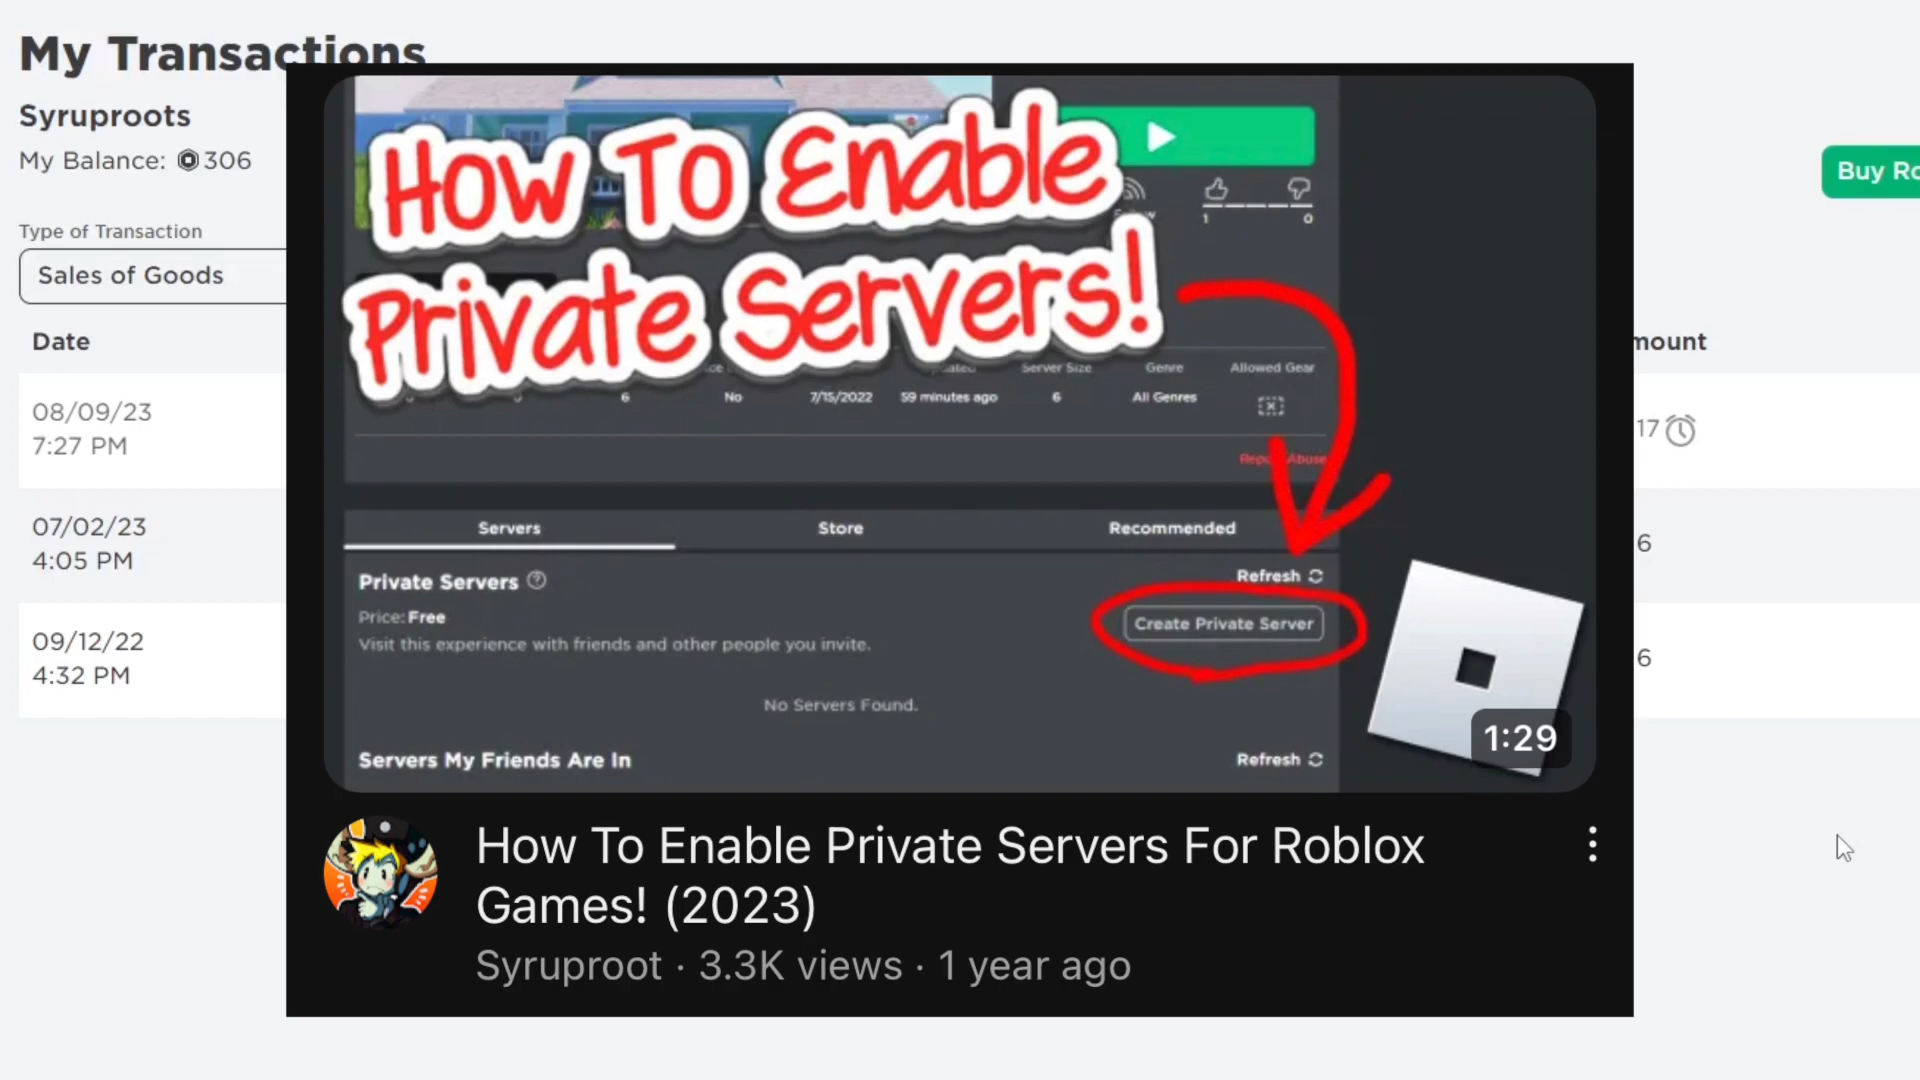 My Transactions
Syruproots
My Balance: 306
Buy
Type of Transaction
Sales of Goods
Date
mount
08/09/23
7:27 PM
17
07/02/23
4:05 PM
6
09/12/22
4:32 PM
6
How To Enable
Private Servers!
1 0
Server Size Genre Allowed Gear
6 No 7/15/2022 59 minutes ago 6 All Genres
Servers Store Recommended
Private Servers
Refresh
Price: Free
Create Private Server
Visit this experience with friends and other people you invite.
No Servers Found.
Servers My Friends Are In
Refresh
1:29
How To Enable Private Servers For Roblox
Games! (2023)
Syruproot · 3.3K views · 1 year ago